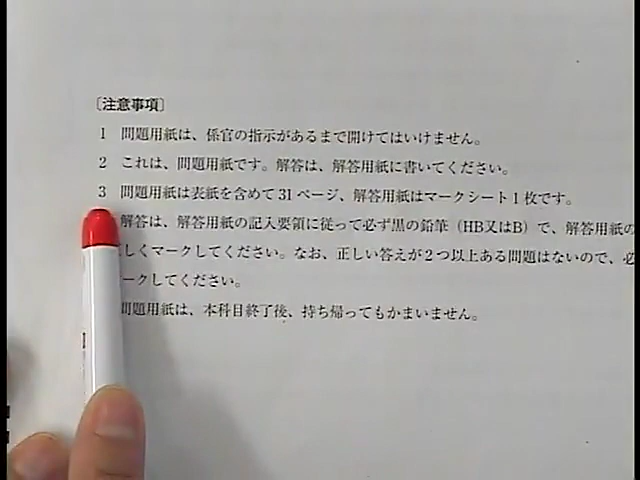 〔注意事項〕
1 問題用紙は、係官の指示があるまで開けてはいけません。
2 これは、問題用紙です。解答は、解答用紙に書いてください。
3 問題用紙は表紙を含めて31ページ、解答用紙はマークシート1枚です。
解答は、解答用紙の記入要領に従って必ず黒の鉛筆（HB又はB）で、解答用紙の
しくマークしてください。なお、正しい答えが2つ以上ある問題はないので、必
ークしてください。
問題用紙は、本科目終了後、持ち帰ってもかまいません。